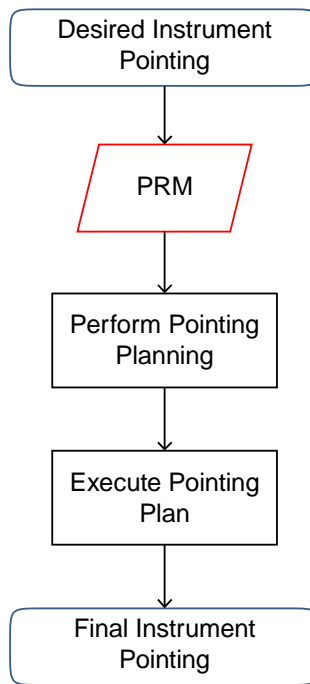 Desired Instrument
Pointing
PRM
Perform Pointing
Planning
Execute Pointing
Plan
Final Instrument
Pointing